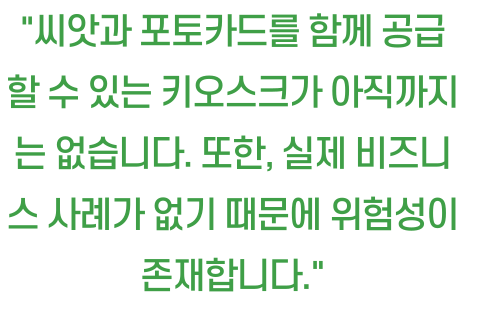 "씨앗과 포토카드를 함께 공급
할 수 있는 키오스크가 아직까지
는 없습니다. 또한, 실제 비즈니
스 사례가 없기 때문에 위험성이
존재합니다."